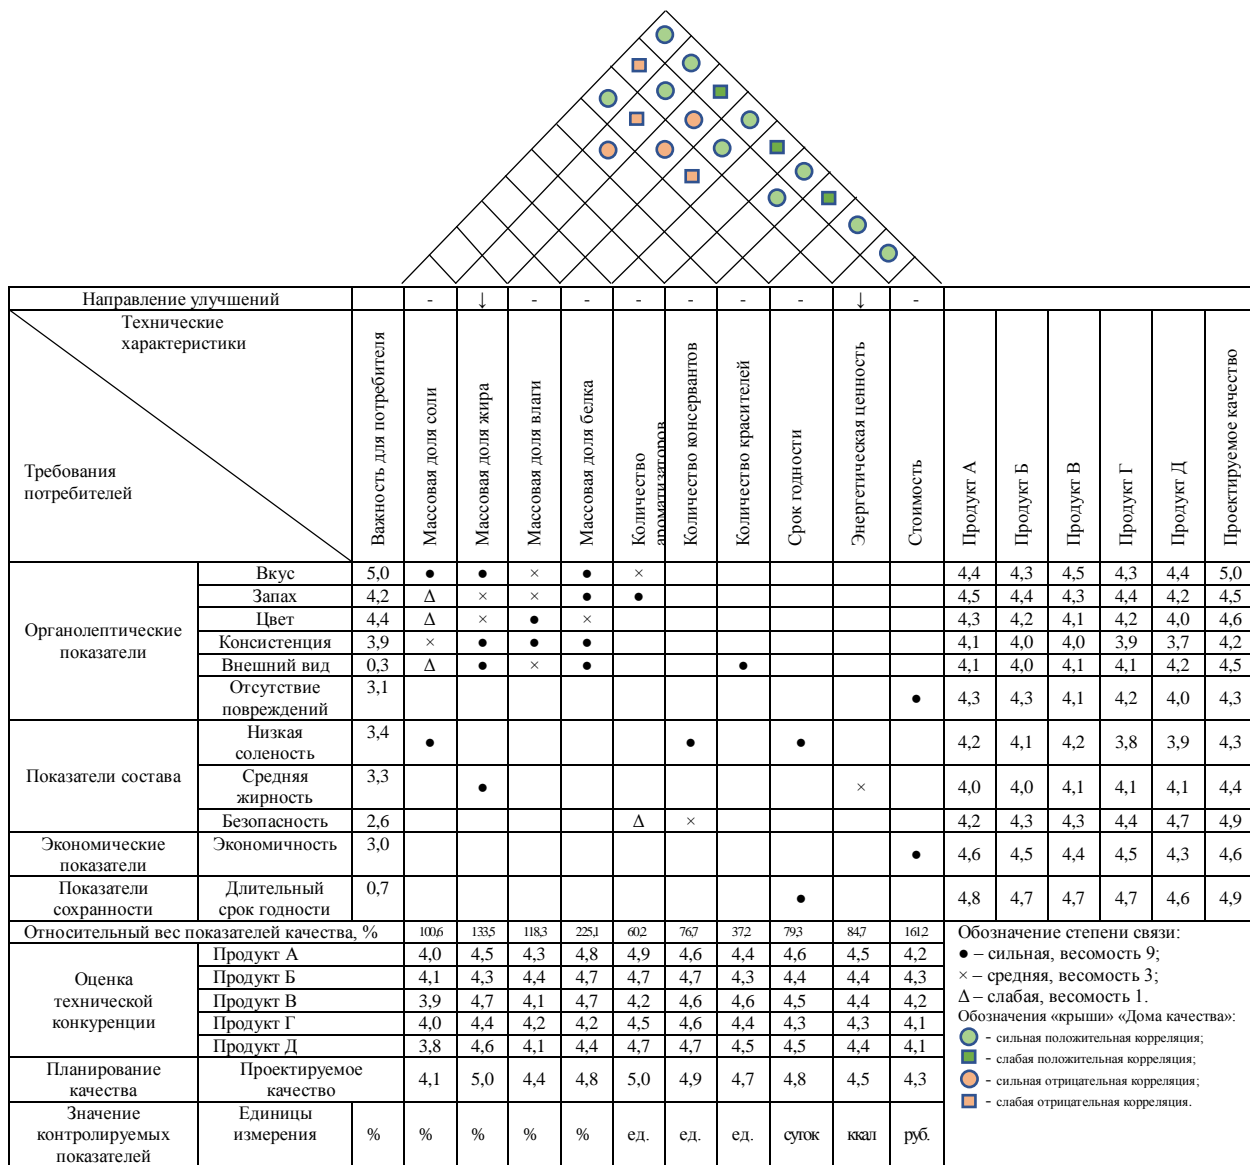 Направление улучшений - ↓ - - - - - - ↓ -
Технические
характеристики
Требования
потребителей
Важность для потребителя
Массовая доля соли
Массовая доля жира
Массовая доля влаги
Массовая доля белка
Количество
ароматизаторов
Количество консервантов
Количество красителей
Срок годности
Энергетическая ценность
Стоимость
Продукт А
Продукт Б
Продукт В
Продукт Г
Продукт Д
Проектируемое качество
Органолептические
показатели
Вкус 5,0 ● ● × ● × 4,4 4,3 4,5 4,3 4,4 5,0
Запах 4,2 Δ × × ● ● 4,5 4,4 4,3 4,4 4,2 4,5
Цвет 4,4 Δ × ● × 4,3 4,2 4,1 4,2 4,0 4,6
Консистенция 3,9 × ● ● ● 4,1 4,0 4,0 3,9 3,7 4,2
Внешний вид 0,3 Δ ● × ● ● 4,1 4,0 4,1 4,1 4,2 4,5
Отсутствие
повреждений
3,1 ● 4,3 4,3 4,1 4,2 4,0 4,3
Показатели состава
Низкая
соленость
3,4 ● ● ● 4,2 4,1 4,2 3,8 3,9 4,3
Средняя
жирность
3,3 ● × 4,0 4,0 4,1 4,1 4,1 4,4
Безопасность 2,6 Δ × 4,2 4,3 4,3 4,4 4,7 4,9
Экономические
показатели
Экономичность 3,0 ● 4,6 4,5 4,4 4,5 4,3 4,6
Показатели
сохранности
Длительный
срок годности
0,7 ● 4,8 4,7 4,7 4,7 4,6 4,9
Относительный вес показателей качества, % 100,6 133,5 118,3 225,1 60,2 76,7 37,2 79,3 84,7 161,2
Оценка
технической
конкуренции
Продукт А 4,0 4,5 4,3 4,8 4,9 4,6 4,4 4,6 4,5 4,2
Продукт Б 4,1 4,3 4,4 4,7 4,7 4,7 4,3 4,4 4,4 4,3
Продукт В 3,9 4,7 4,1 4,7 4,2 4,6 4,6 4,5 4,4 4,2
Продукт Г 4,0 4,4 4,2 4,2 4,5 4,6 4,4 4,3 4,3 4,1
Продукт Д 3,8 4,6 4,1 4,4 4,7 4,7 4,5 4,5 4,4 4,1
Планирование
качества
Проектируемое
качество
4,1 5,0 4,4 4,8 5,0 4,9 4,7 4,8 4,5 4,3
Значение
контролируемых
показателей
Единицы
измерения
% % % % % ед. ед. ед. суток ккал руб.
Обозначение степени связи:
● – сильная, весомость 9;
× – средняя, весомость 3;
Δ – слабая, весомость 1.
Обозначения «крыши» «Дома качества»:
- сильная положительная корреляция;
- слабая положительная корреляция;
- сильная отрицательная корреляция;
- слабая отрицательная корреляция.